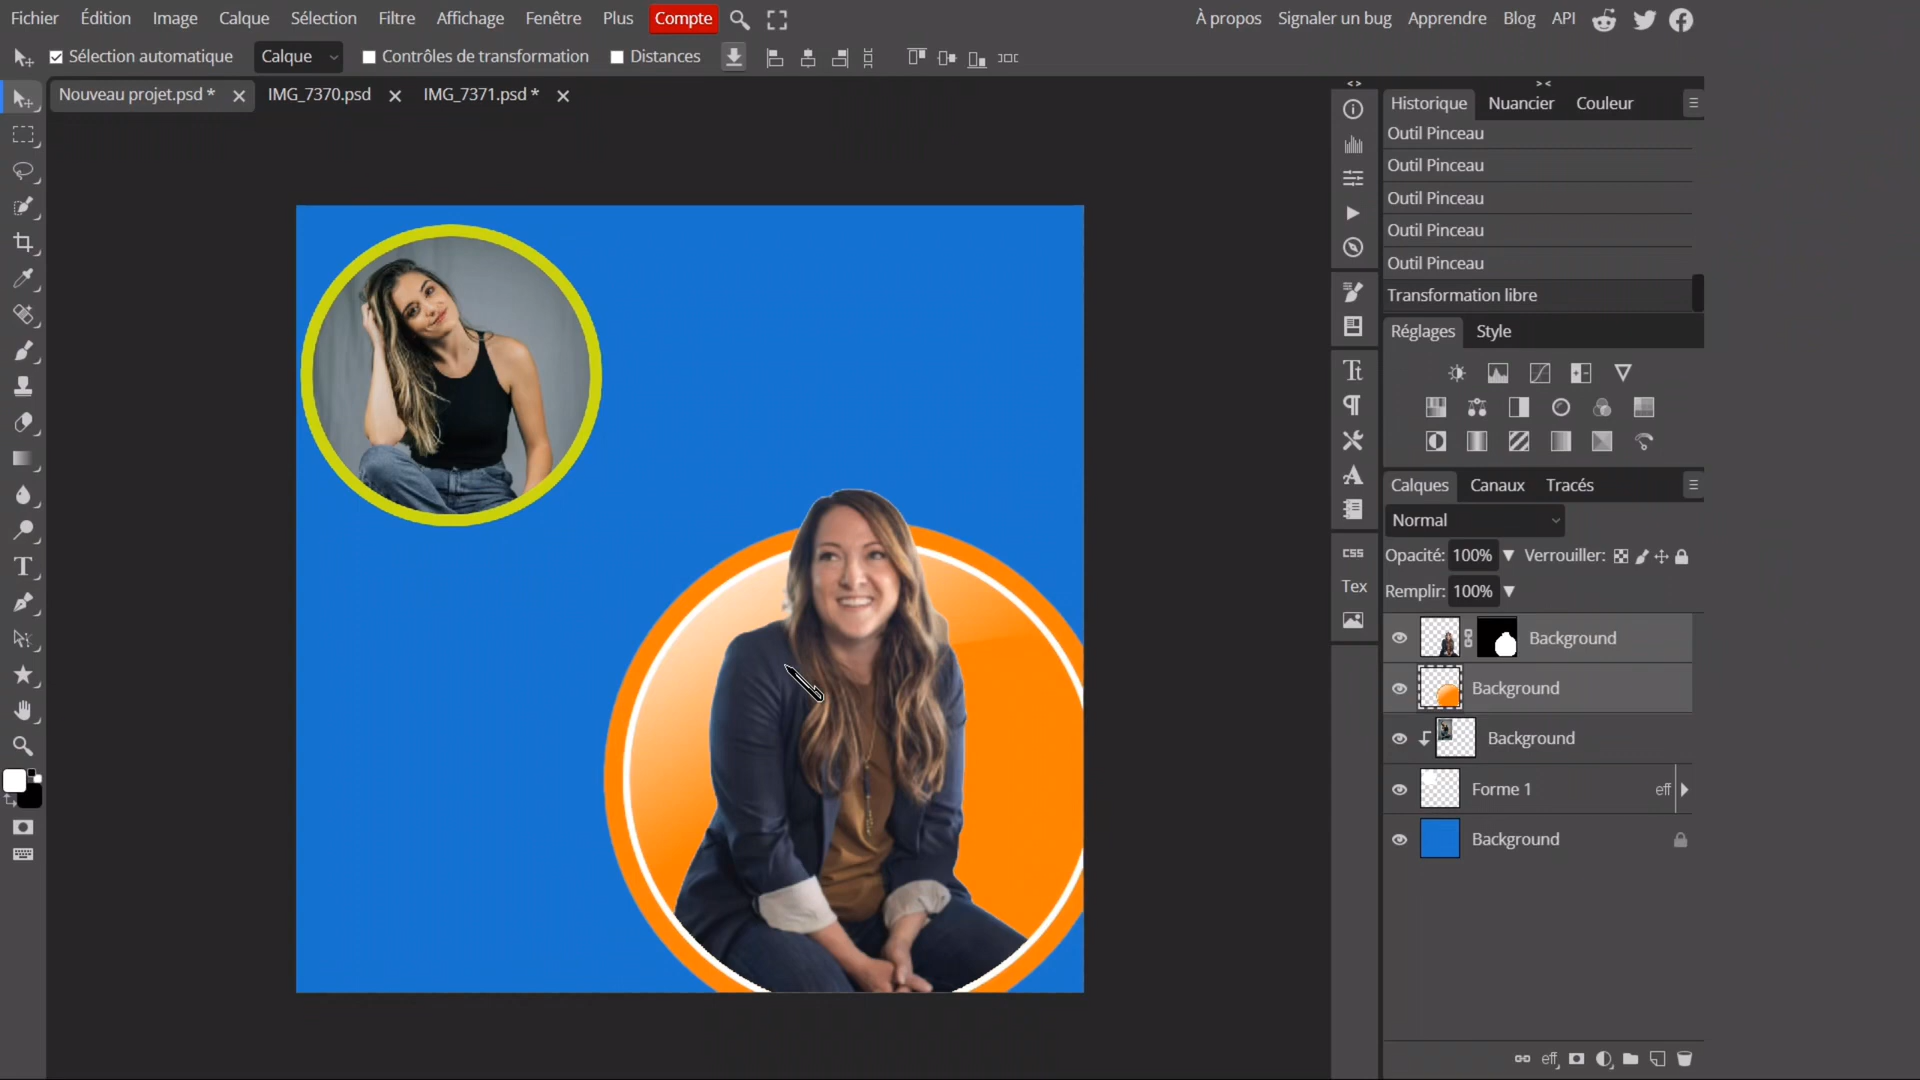 Fichier Édition Image Calque Sélection Filtre Affichage Fenêtre Plus Compte À propos Signaler un bug Apprendre Blog API
Sélection automatique Calque Contrôles de transformation Distances
Nouveau projet.psd * IMG_7370.psd IMG_7371.psd *
Historique Nuancier Couleur
Outil Pinceau
Outil Pinceau
Outil Pinceau
Outil Pinceau
Outil Pinceau
Transformation libre
Réglages Style
Calques Canaux Tracés
Normal
Opacité: 100% Verrouiller:
Remplir: 100%
CSS
Tex
Background
Background
Background
Forme 1 eff
Background
eff